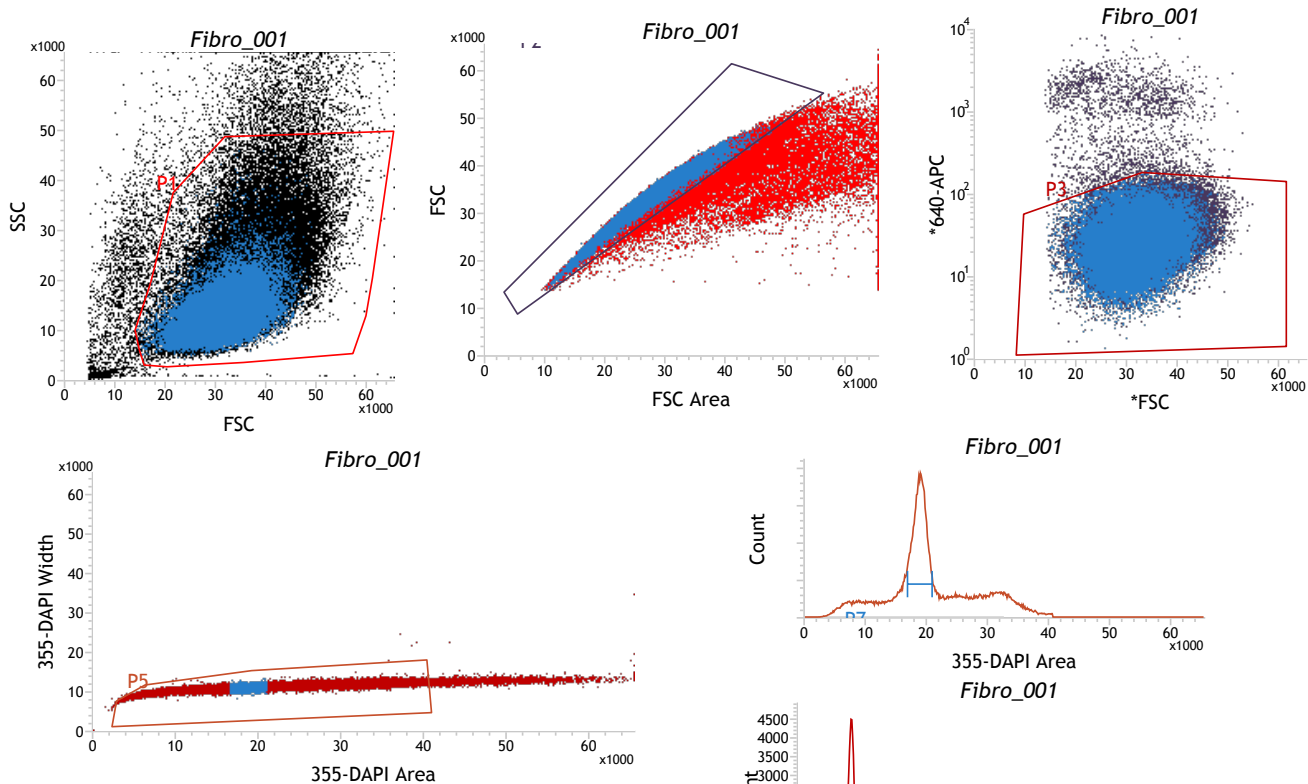 Fibro_001
x1000
60
50
40
30
20
10
0
SSC
P1
0 10 20 30 40 50 60
x1000
FSC
Fibro_001
x1000
60
50
40
30
20
10
0
FSC
10 20 30 40 50 60
x1000
FSC Area
Fibro_001
10^4
10^3
10^2
10^1
10^0
*640-APC
P3
0 10 20 30 40 50 60
x1000
*FSC
Fibro_001
x1000
60
50
40
30
20
10
0
355-DAPI Width
P5
0 10 20 30 40 50 60
x1000
355-DAPI Area
Fibro_001
Count
0 10 20 30 40 50 60
x1000
355-DAPI Area
Fibro_001
4500
4000
3500
3000